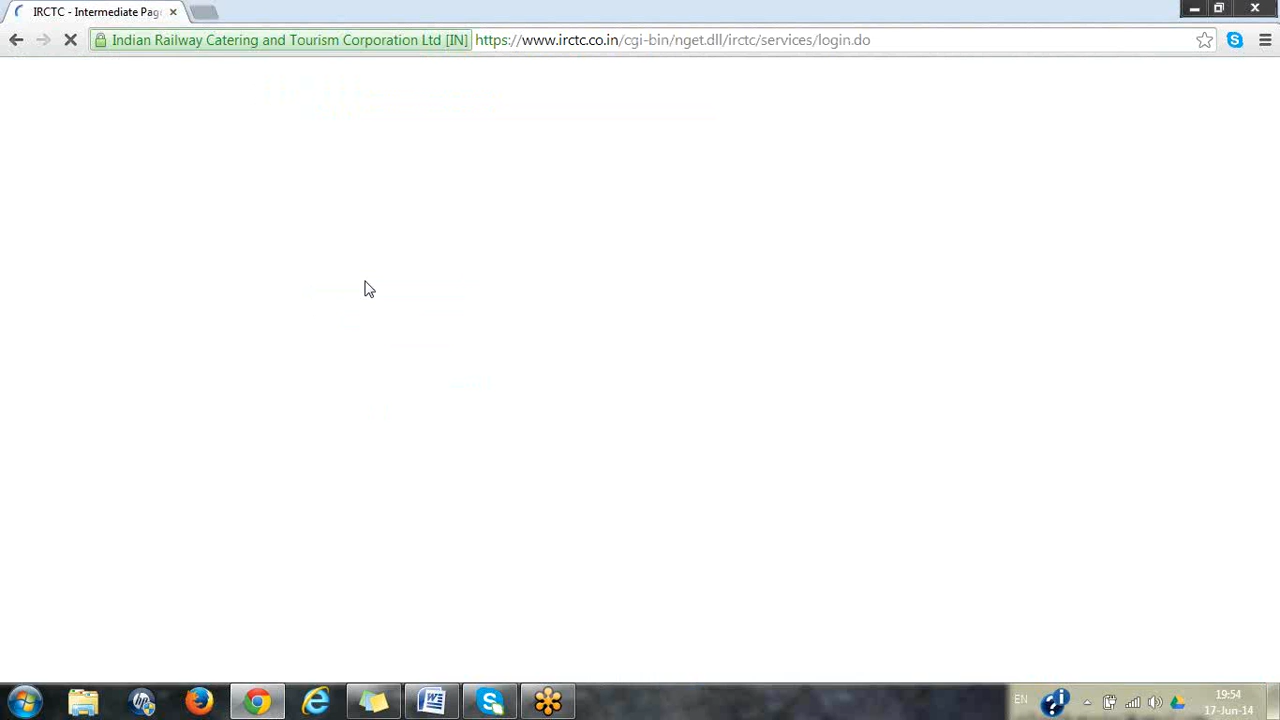 IRCTC - Intermediate Pag
Indian Railway Catering and Tourism Corporation Ltd [IN] https://www.irctc.co.in/cgi-bin/nget.dll/irctc/services/login.do
EN
19:54
17-Jun-14